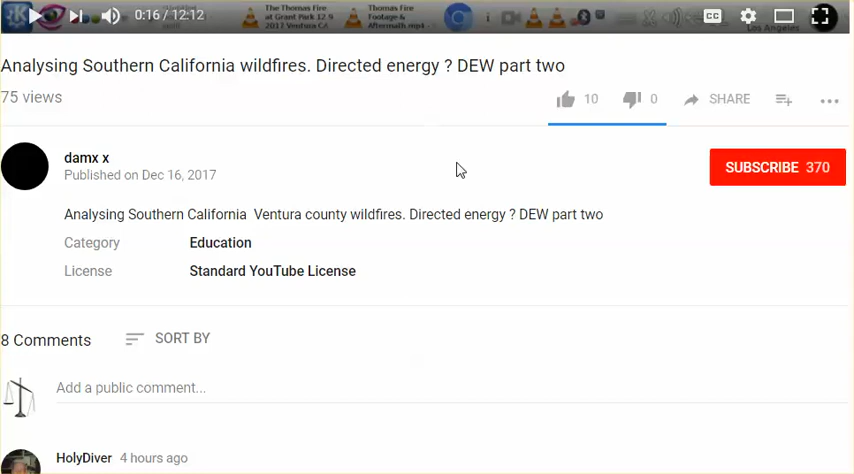 0:16 / 12:12
The Thomas Fire
at Grant Park 12 9
2017 Ventura CA
Thomas Fire
Footage &
Aftermath.mp4 -
CC
Los Angeles
Analysing Southern California wildfires. Directed energy ? DEW part two
75 views
10
0
SHARE
damx x
Published on Dec 16, 2017
SUBSCRIBE 370
Analysing Southern California Ventura county wildfires. Directed energy ? DEW part two
Category Education
License Standard YouTube License
8 Comments
SORT BY
Add a public comment...
HolyDiver 4 hours ago